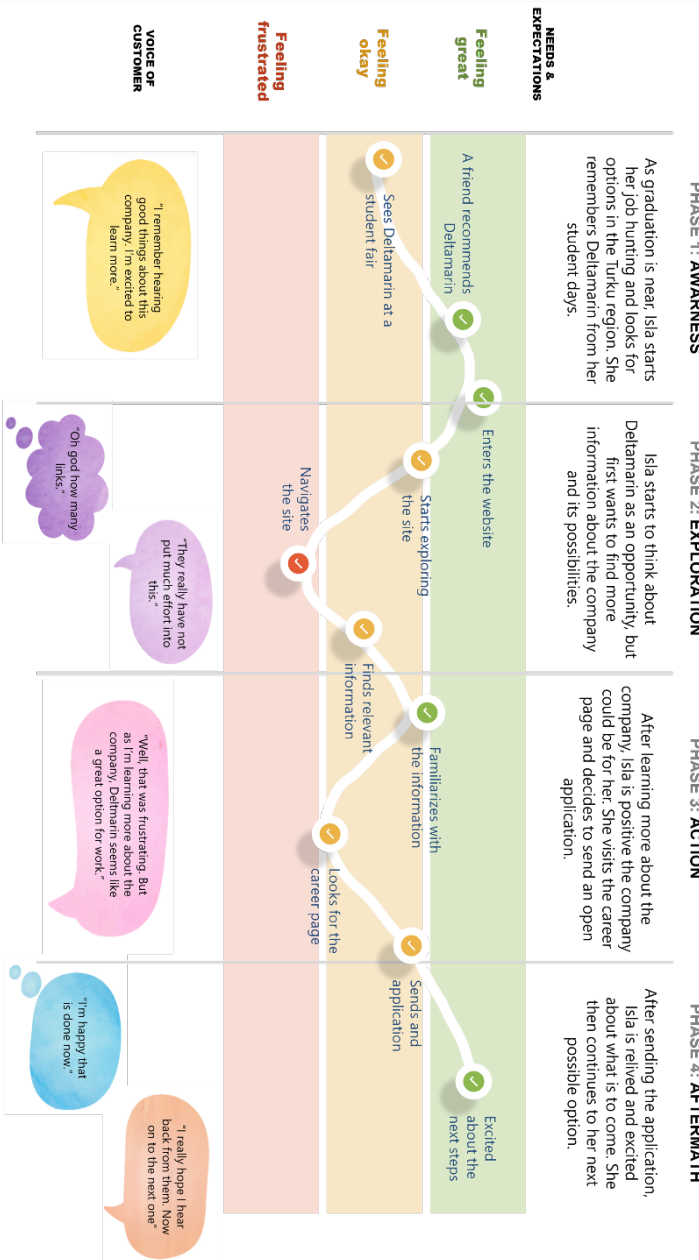 PHASE 1: AWARNESS
PHASE 2: EXPLORATION
PHASE 3: ACTION
PHASE 4: AFTERMATH
NEEDS &
EXPECTATIONS
As graduation is near, Isla starts
her job hunting and looks for
options in the Turku region. She
remembers Deltamarin from her
student days.
Isla starts to think about
Deltamarin as an opportunity, but
first wants to find more
information about the company
and its possibilities.
After learning more about the
company, Isla is positive the company
could be for her. She visits the career
page and decides to send an open
application.
After sending the application,
Isla is relived and excited
about what is to come. She
then continues to her next
possible option.
Feeling
great
Feeling
okay
Feeling
frustrated
Sees Deltamarin at a
student fair
A friend recommends
Deltamarin
Enters the website
Starts exploring
the site
Navigates
the site
Finds relevant
information
Familiarizes with
the information
Looks for the
career page
Sends and
application
Excited
about the
next steps
VOICE OF
CUSTOMER
"I remember hearing
good things about this
company. I'm excited to
learn more."
"Oh god how many
links."
"They really have not
put much effort into
this."
"Well, that was frustrating. But
as I'm learning more about the
company, Deltmarin seems like
a great option for work."
"I'm happy that
is done now."
"I really hope I hear
back from them. Now
on to the next one"